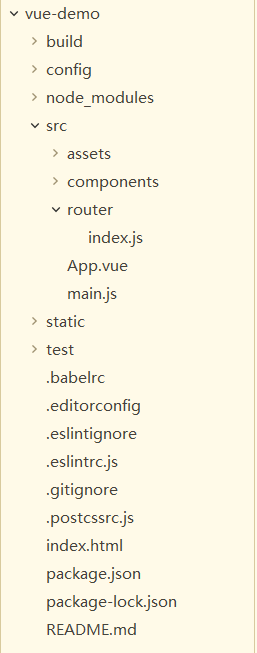 vue-demo
build
config
node_modules
src
assets
components
router
index.js
App.vue
main.js
static
test
.babelrc
.editorconfig
.eslintignore
.eslintrc.js
.gitignore
.postcssrc.js
index.html
package.json
package-lock.json
README.md